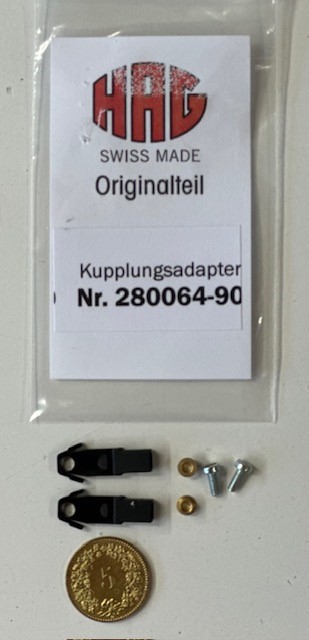 HAG
SWISS MADE
Originalteil
Kupplungsadapter
Nr. 280064-90
5